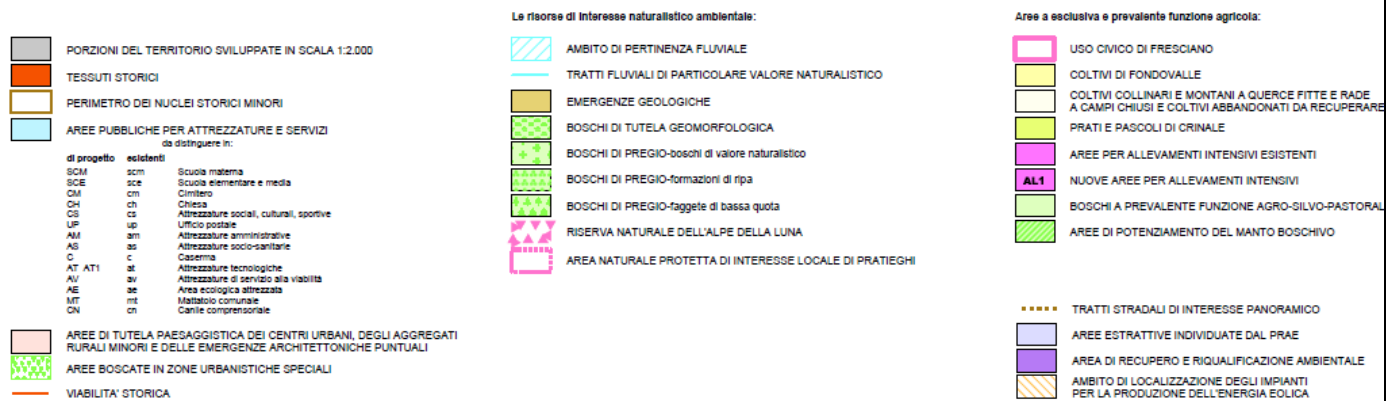 PORZIONI DEL TERRITORIO SVILUPPATE IN SCALA 1:2.000
TESSUTI STORICI
PERIMETRO DEI NUCLEI STORICI MINORI
AREE PUBBLICHE PER ATTREZZATURE E SERVIZI
da distinguere in:
di progetto esistenti
SCM scm Scuola materna
SCE sce Scuola elementare e media
CM cm Cimitero
CH ch Chiesa
CS cs Attrezzature sociali, culturali, sportive
UP up Ufficio postale
AM am Attrezzature amministrative
AS as Attrezzature socio-sanitarie
C c Caserma
AT AT1 at Attrezzature tecnologiche
AV av Attrezzature di servizio alla viabilità
AE ae Area ecologica attrezzata
MT mt Mattatoio comunale
CN cn Canile comprensoriale
AREE DI TUTELA PAESAGGISTICA DEI CENTRI URBANI, DEGLI AGGREGATI
RURALI MINORI E DELLE EMERGENZE ARCHITETTONICHE PUNTUALI
AREE BOSCATE IN ZONE URBANISTICHE SPECIALI
VIABILITA' STORICA
Le risorse di interesse naturalistico ambientale:
AMBITO DI PERTINENZA FLUVIALE
TRATTI FLUVIALI DI PARTICOLARE VALORE NATURALISTICO
EMERGENZE GEOLOGICHE
BOSCHI DI TUTELA GEOMORFOLOGICA
BOSCHI DI PREGIO-boschi di valore naturalistico
BOSCHI DI PREGIO-formazioni di ripa
BOSCHI DI PREGIO-faggete di bassa quota
RISERVA NATURALE DELL'ALPE DELLA LUNA
AREA NATURALE PROTETTA DI INTERESSE LOCALE DI PRATIEGHI
Aree a esclusiva e prevalente funzione agricola:
USO CIVICO DI FRESCIANO
COLTIVI DI FONDOVALLE
COLTIVI COLLINARI E MONTANI A QUERCE FITTE E RADE
A CAMPI CHIUSI E COLTIVI ABBANDONATI DA RECUPERARE
PRATI E PASCOLI DI CRINALE
AREE PER ALLEVAMENTI INTENSIVI ESISTENTI
AL1 NUOVE AREE PER ALLEVAMENTI INTENSIVI
BOSCHI A PREVALENTE FUNZIONE AGRO-SILVO-PASTORAL
AREE DI POTENZIAMENTO DEL MANTO BOSCHIVO
TRATTI STRADALI DI INTERESSE PANORAMICO
AREE ESTRATTIVE INDIVIDUATE DAL PRAE
AREA DI RECUPERO E RIQUALIFICAZIONE AMBIENTALE
AMBITO DI LOCALIZZAZIONE DEGLI IMPIANTI
PER LA PRODUZIONE DELL'ENERGIA EOLICA